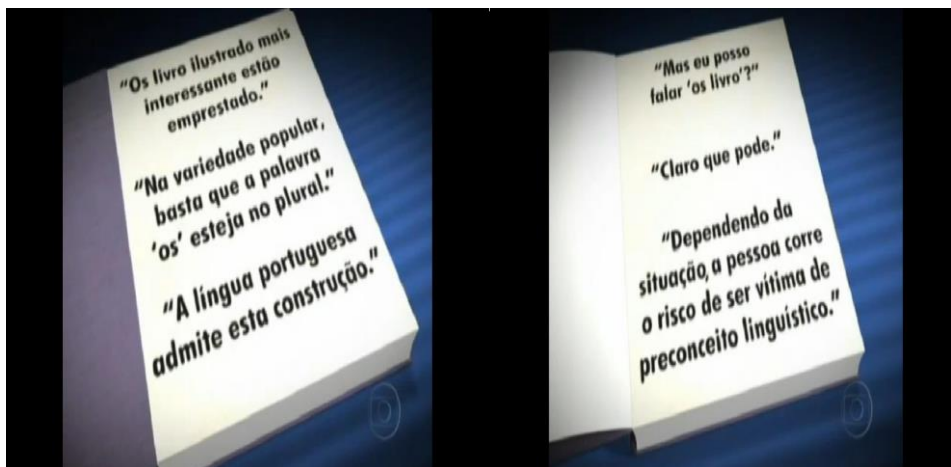 “Os livro ilustrado mais
interessante estão
emprestado.”
“Na variedade popular,
basta que a palavra
‘os’ esteja no plural.”
“A língua portuguesa
admite esta construção.”
“Mas eu posso
falar ‘os livro’?”
“Claro que pode.”
“Dependendo da
situação, a pessoa corre
o risco de ser vítima de
preconceito linguístico.”